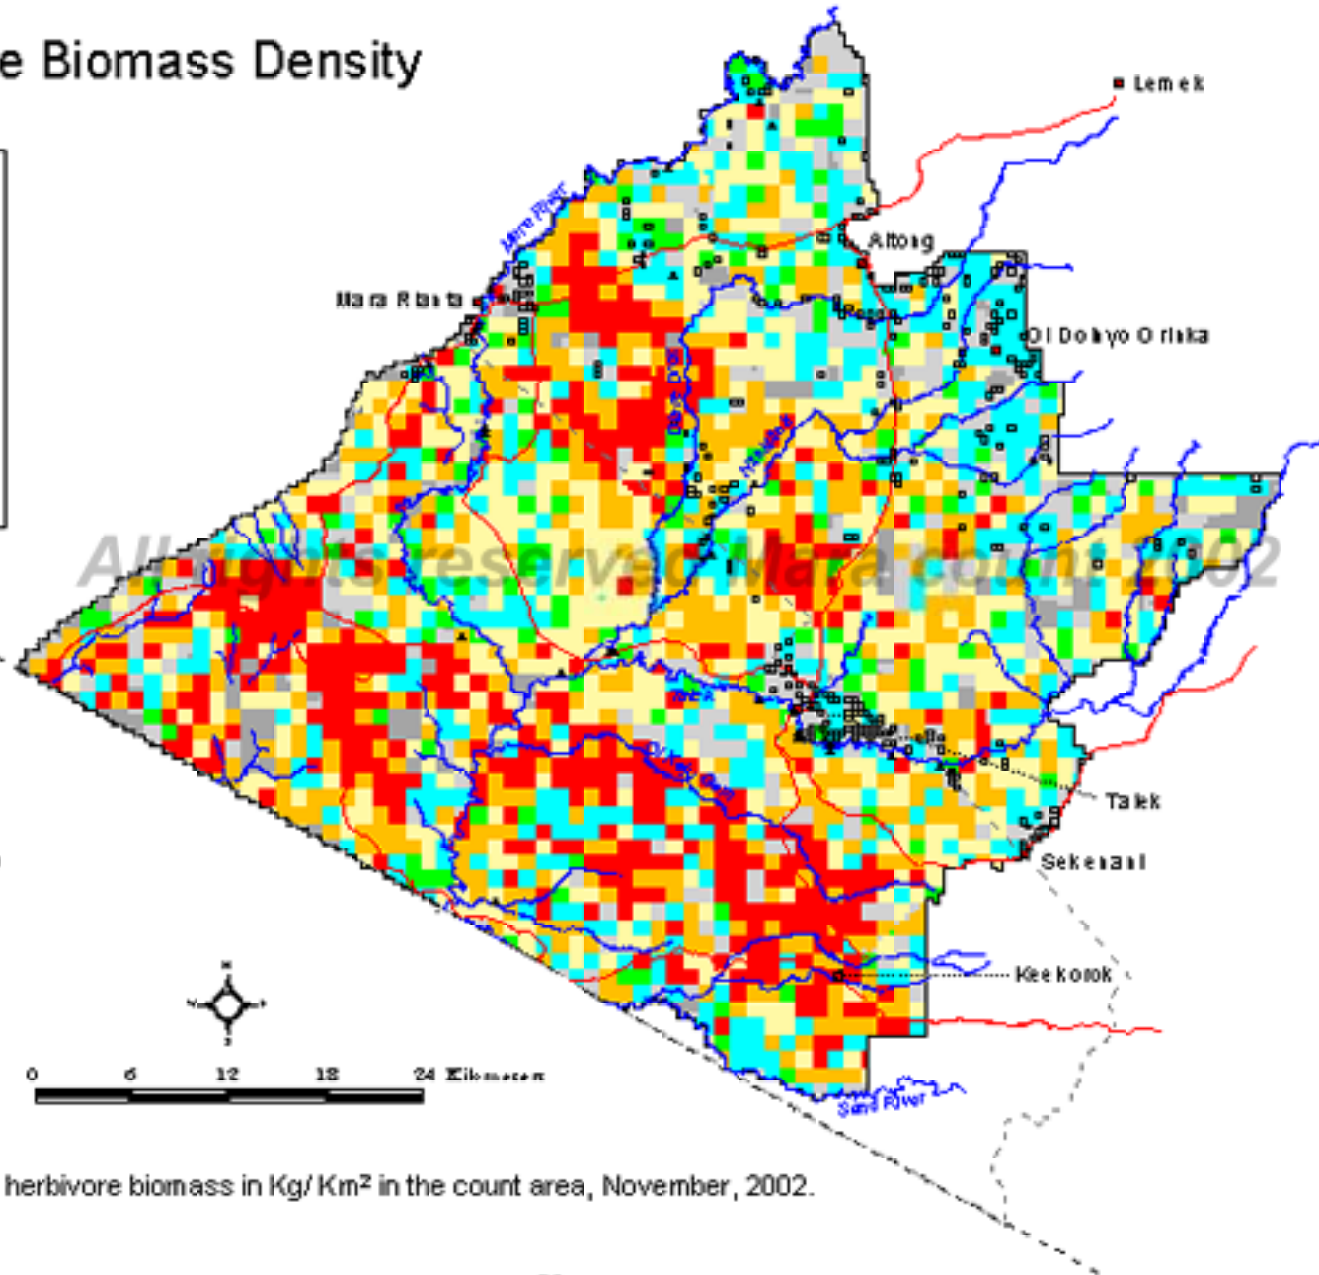 e Biomass Density
Lemek
Mara River
Aitong
Mara Rianta
Ol Doinyo Orinka
All rights reserved Mara count 2002
Talek
Talek
Sekenani
Keekorok
0 6 12 18 24 Kilometers
Sand River
herbivore biomass in Kg/ Km² in the count area, November, 2002.